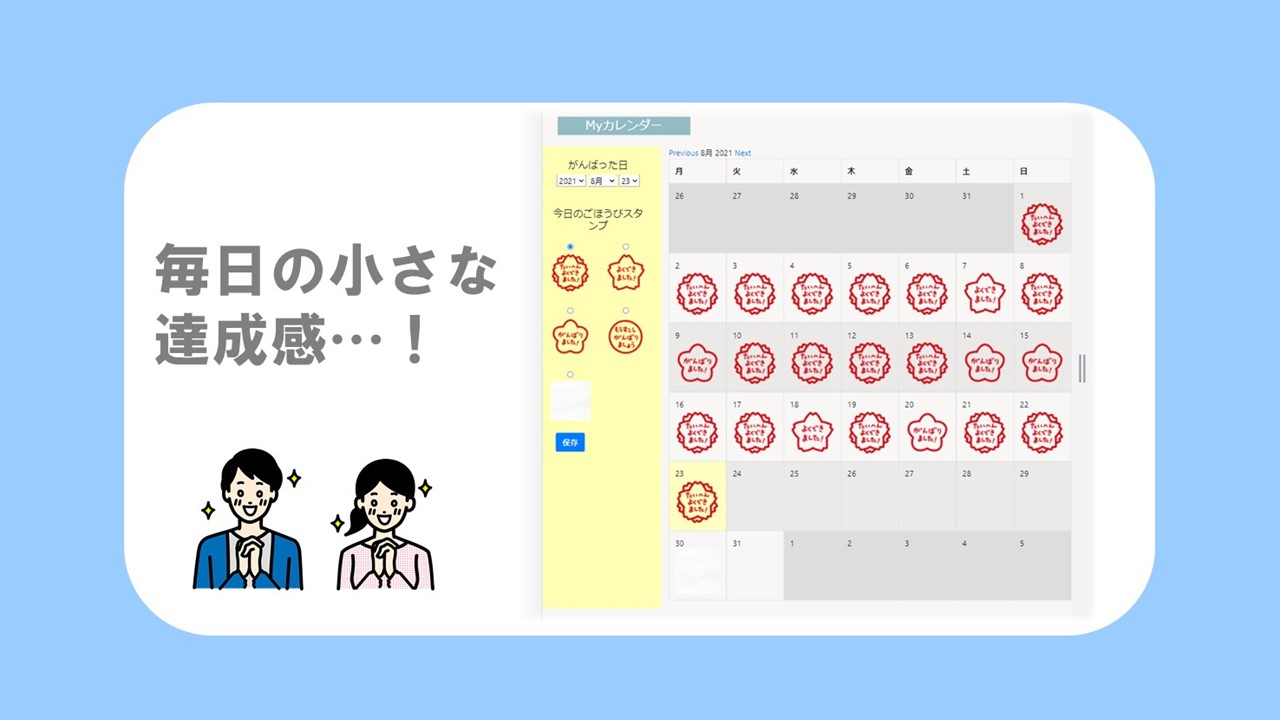 毎日の小さな
達成感…！
Myカレンダー
がんばった日
2021 8月 23
今日のごほうびスタ
ンプ
たいへん
よくでき
ました!
よくでき
ました!
がんばり
ました!
もうすこし
がんばり
ましょう
保存
Previous 8月 2021 Next
月 火 水 木 金 土 日
26 27 28 29 30 31 1
たいへん
よくでき
ました!
2 3 4 5 6 7 8
たいへん たいへん たいへん たいへん たいへん たいへん
よくでき よくでき よくでき よくでき よくでき よくでき よくでき
ました! ました! ました! ました! ました! ました! ました!
9 10 11 12 13 14 15
たいへん たいへん たいへん たいへん
がんばり よくでき よくでき よくでき よくでき がんばり がんばり
ました! ました! ました! ました! ました! ました! ました!
16 17 18 19 20 21 22
たいへん たいへん たいへん たいへん たいへん
よくでき よくでき よくでき よくでき がんばり よくでき よくでき
ました! ました! ました! ました! ました! ました! ました!
23 24 25 26 27 28 29
たいへん
よくでき
ました!
30 31 1 2 3 4 5